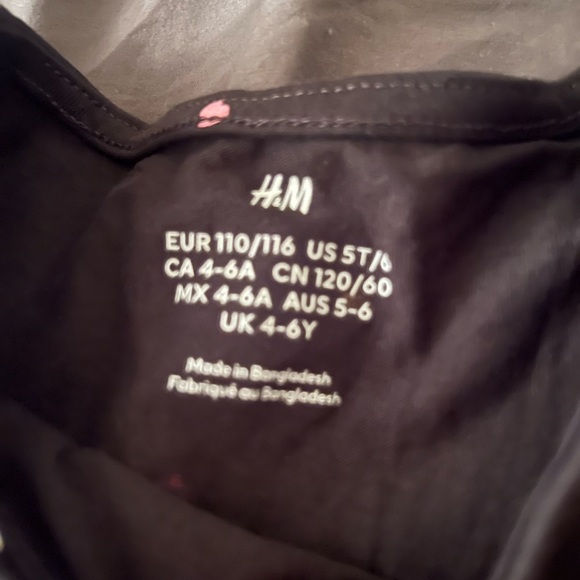 H&M
EUR 110/116 US 5T/6
CA 4-6A CN 120/60
MX 4-6A AUS 5-6
UK 4-6Y
Made in Bangladesh
Fabriqué au Bangladesh